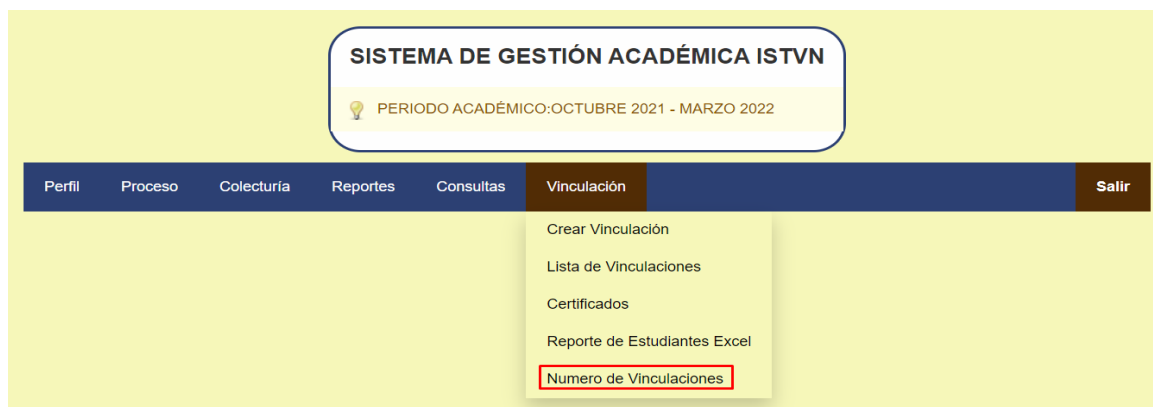 SISTEMA DE GESTIÓN ACADÉMICA ISTVN
PERIODO ACADÉMICO:OCTUBRE 2021 - MARZO 2022
Perfil Proceso Colecturía Reportes Consultas Vinculación Salir
Crear Vinculación
Lista de Vinculaciones
Certificados
Reporte de Estudiantes Excel
Numero de Vinculaciones